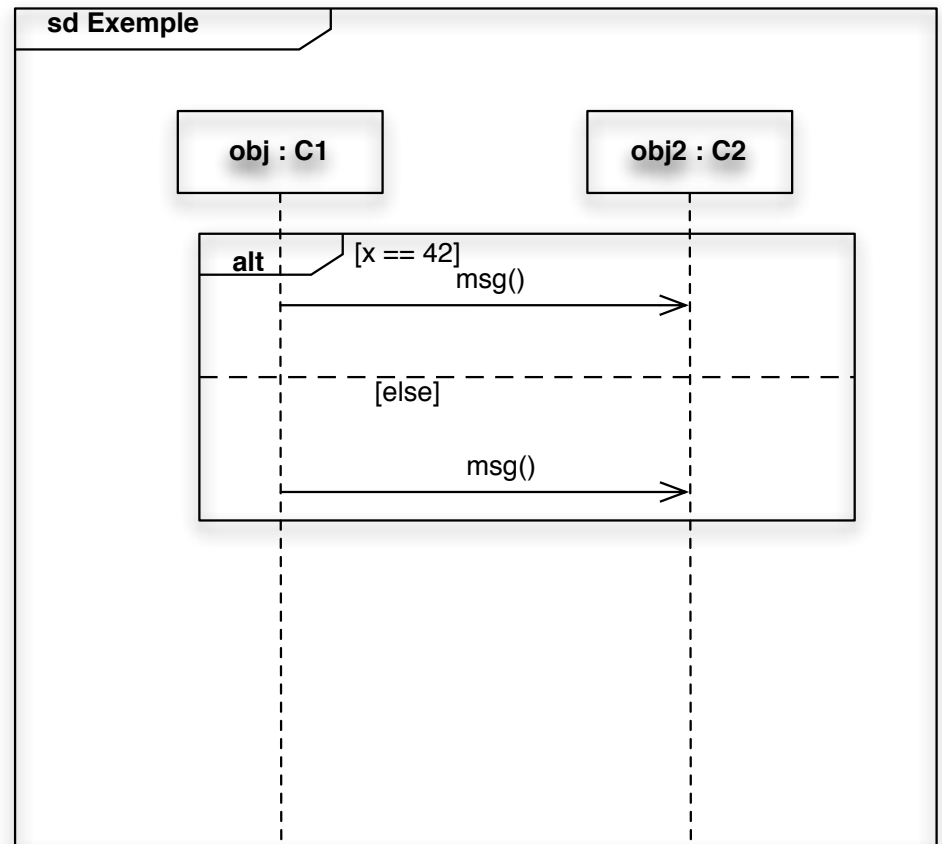 sd Exemple
obj : C1
obj2 : C2
alt
[x == 42]
msg()
[else]
msg()